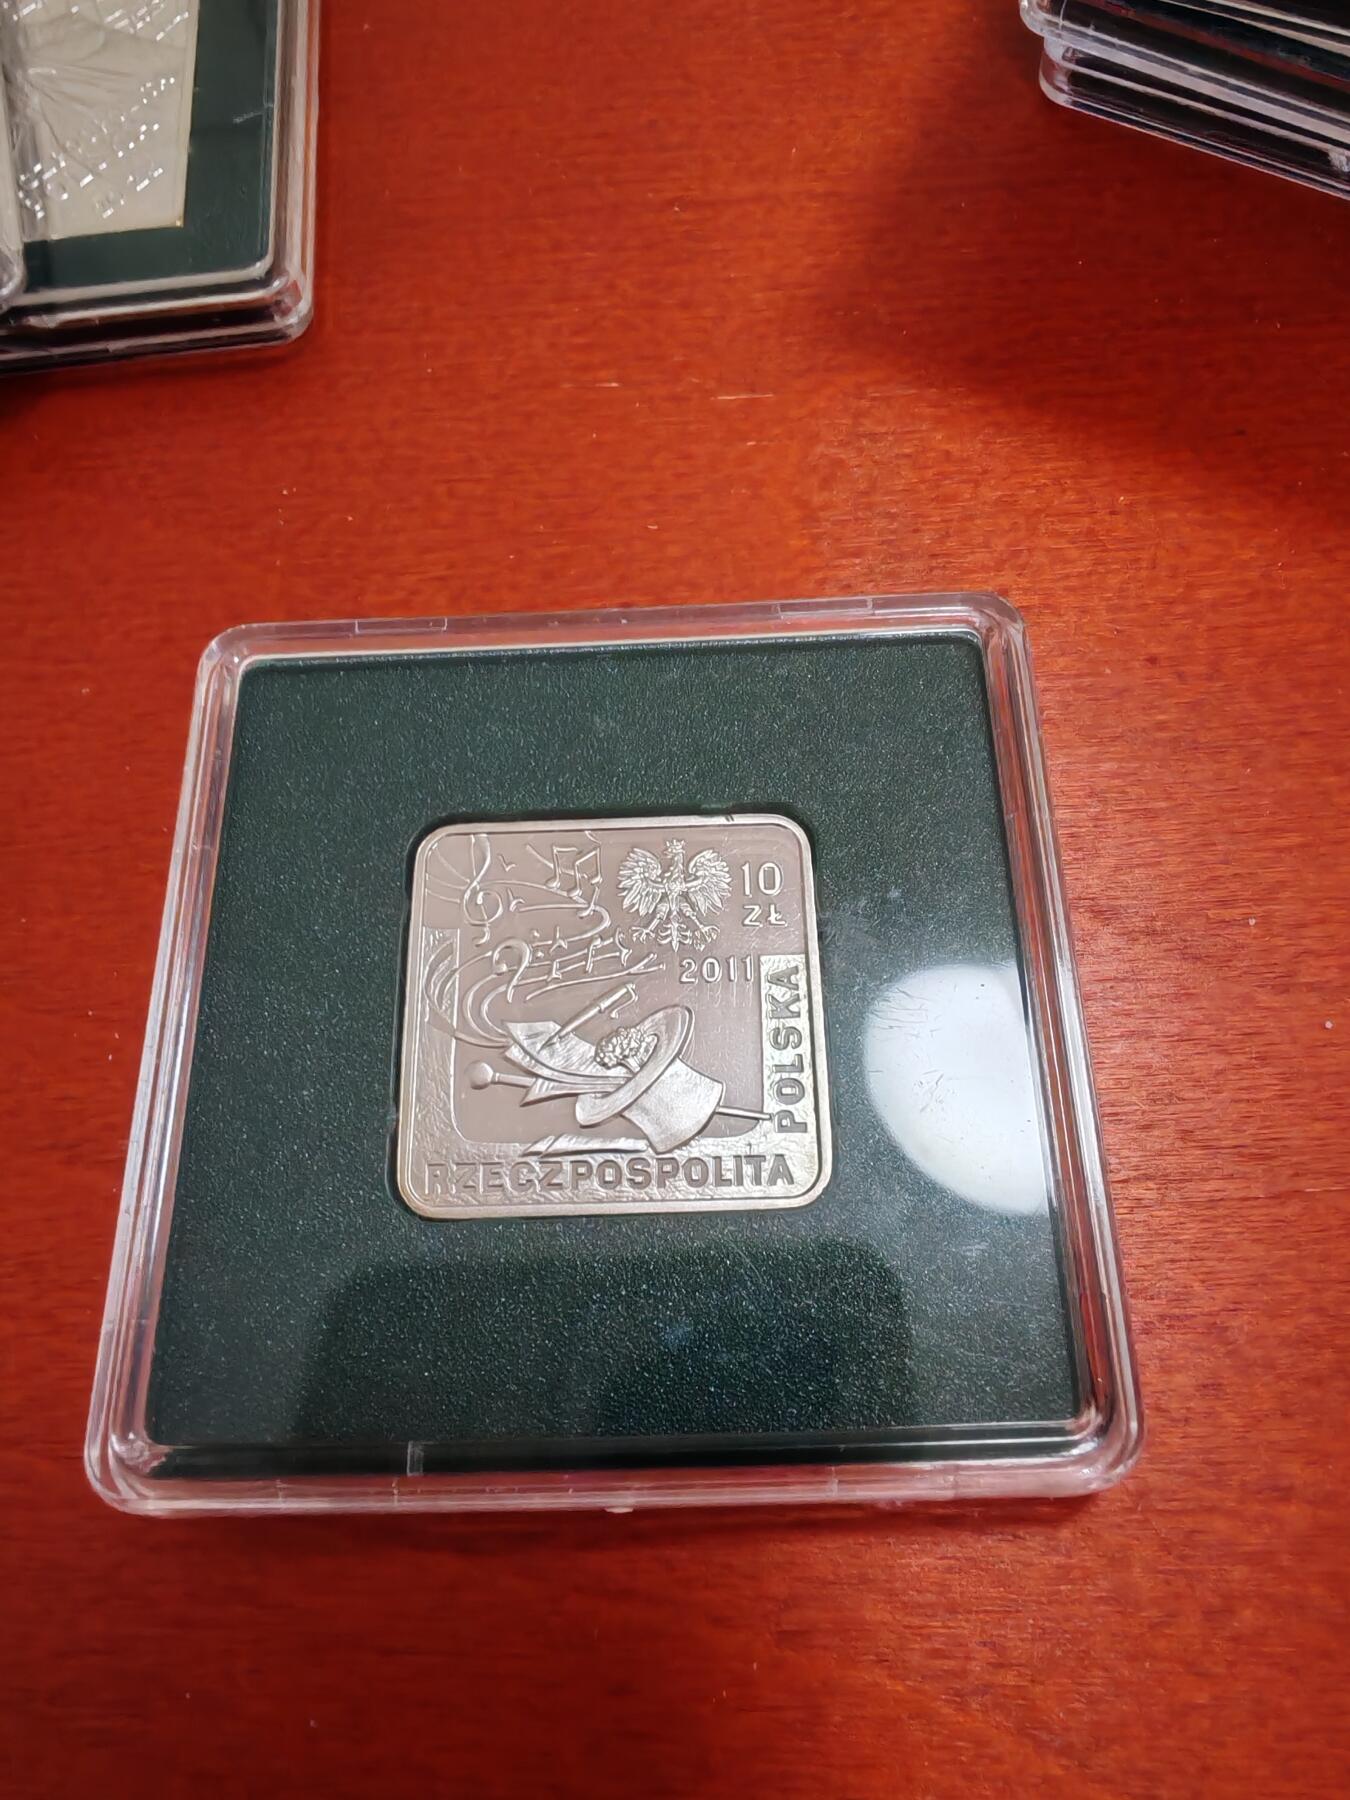 10
ZŁ
2011
POLSKA
RZECZPOSPOLITA